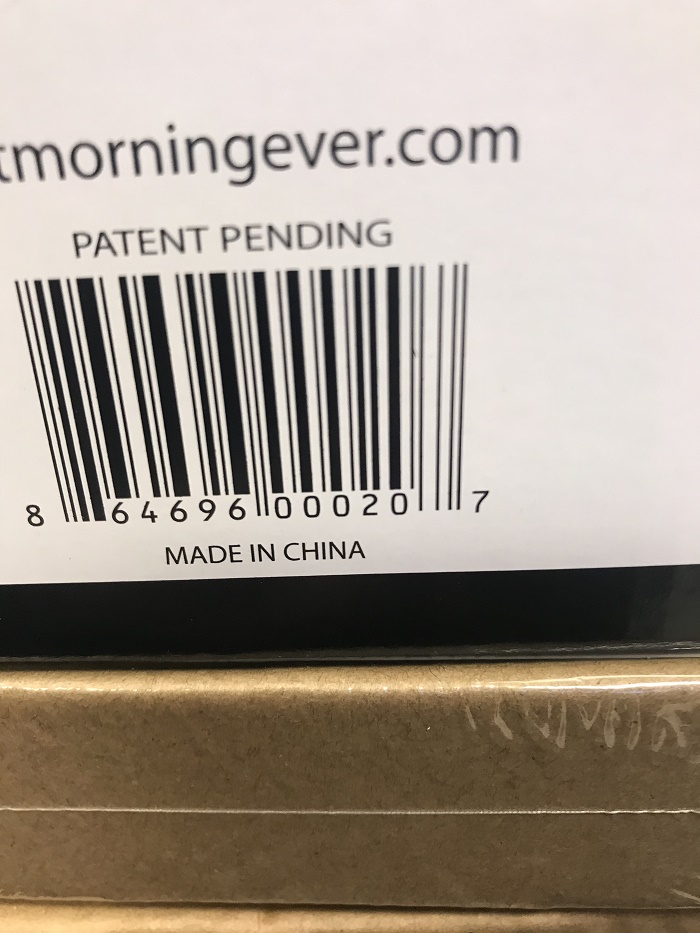 tmorningever.com
PATENT PENDING
8 64696 00020 7
MADE IN CHINA